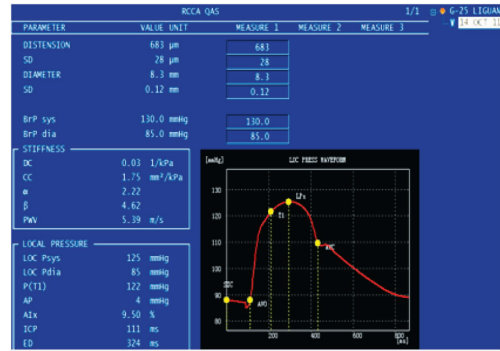 RCCA QAS 1/1
PARAMETER VALUE UNIT MEASURE 1 MEASURE 2 MEASURE 3
DISTENSION 683 µm 683
SD 28 µm 28
DIAMETER 8.3 mm 8.3
SD 0.12 mm 0.12
BrP sys 130.0 mmHg 130.0
BrP dia 85.0 mmHg 85.0
STIFFNESS
DC 0.03 1/kPa
CC 1.75 mm²/kPa
α 2.22
β 4.62
PWV 5.39 m/s
LOCAL PRESSURE
LOC Psys 125 mmHg
LOC Pdia 85 mmHg
P(T1) 122 mmHg
AP 4 mmHg
AIx 9.50 %
ICP 111 ms
ED 324 ms
[mmHg] LOC PRESS WAVEFORM
130
LPs
120
T1
110
AVC
100
90
AVO
80
200 400 600 800
[ms]
G-25 LIGUAN
14 OCT 11